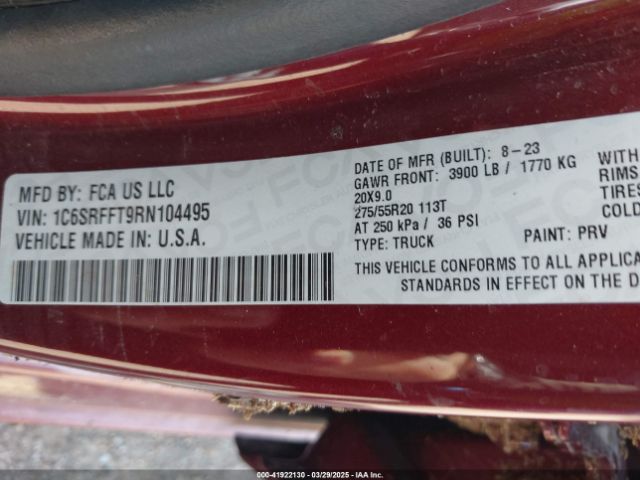 MFD BY: FCA US LLC
VIN: 1C6SRFFT9RN104495
VEHICLE MADE IN: U.S.A.
DATE OF MFR (BUILT): 8-23
GAWR FRONT: 3900 LB / 1770 KG
20X9.0
275/55R20 113T
AT 250 kPa / 36 PSI
TYPE: TRUCK
PAINT: PRV
THIS VEHICLE CONFORMS TO ALL APPLICA
STANDARDS IN EFFECT ON THE D
WITH
RIMS
TIRE
COLD
000-41922130 - 03/29/2025 - IAA Inc.